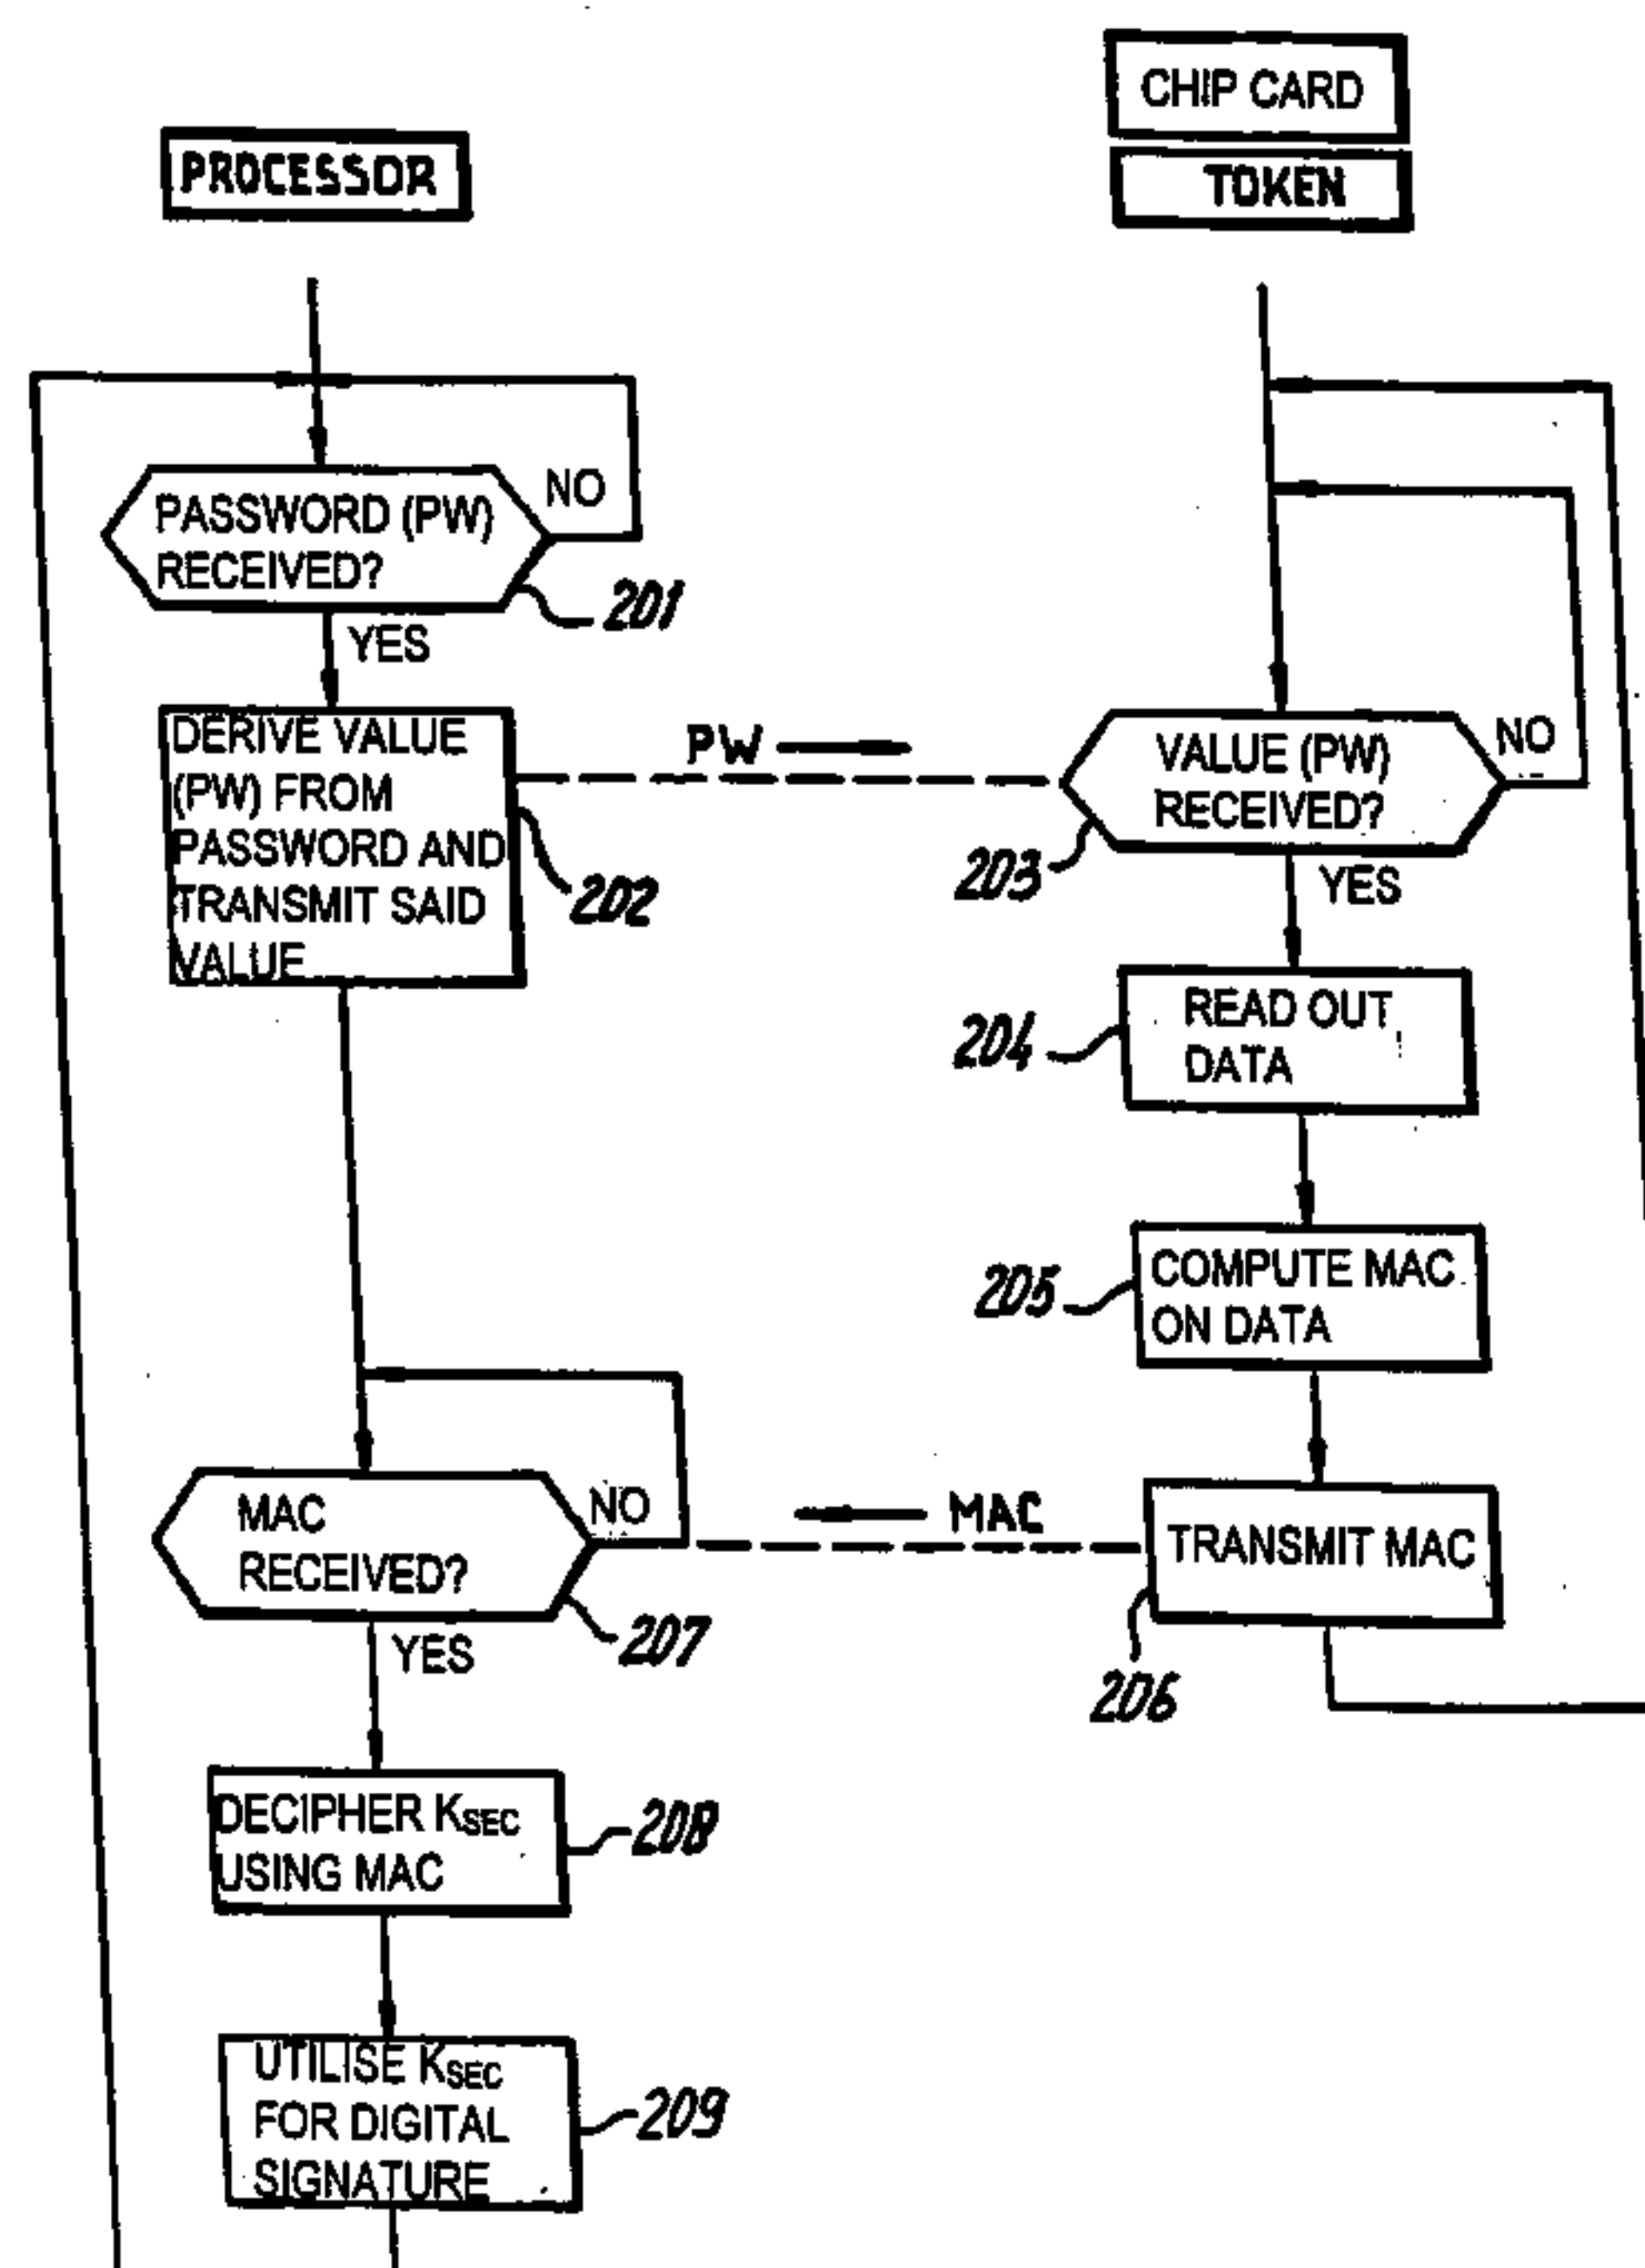 CHIP CARD
PROCESSOR
TOKEN
PASSWORD (PW)
RECEIVED?
NO
201
YES
DERIVE VALUE
(PW) FROM
PASSWORD AND
TRANSMIT SAID
VALUE
202
PW
VALUE (PW)
RECEIVED?
NO
203
YES
READ OUT
DATA
204
COMPUTE MAC
ON DATA
205
MAC
RECEIVED?
NO
207
YES
MAC
TRANSMIT MAC
206
DECIPHER KSEC
USING MAC
208
UTILISE KSEC
FOR DIGITAL
SIGNATURE
209